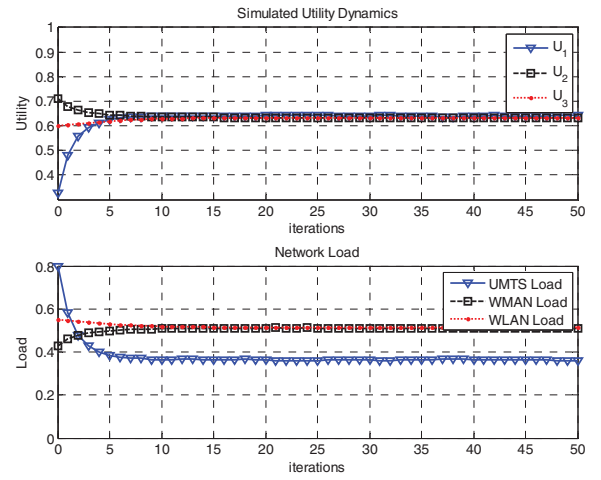 Simulated Utility Dynamics
1
0.9
0.8
0.7
0.6
0.5
0.4
Utility
U1
U2
U3
0 5 10 15 20 25 30 35 40 45 50
iterations
Network Load
0.8
0.6
0.4
0.2
0
Load
UMTS Load
WMAN Load
WLAN Load
0 5 10 15 20 25 30 35 40 45 50
iterations